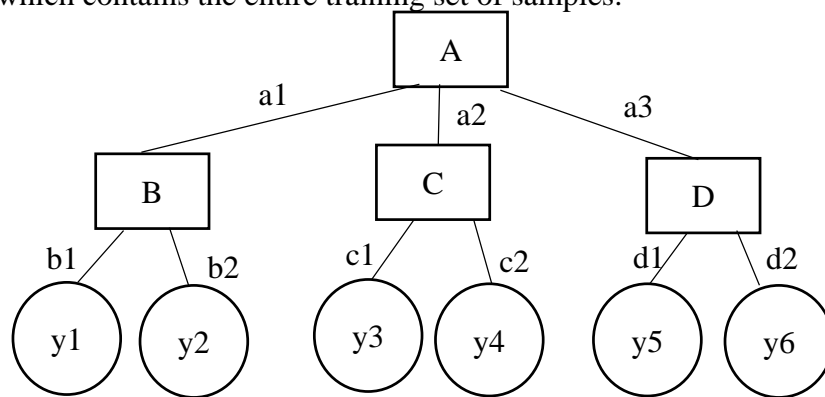 which contains the entire training set of samples.
A
a1
a2
a3
B
C
D
b1
b2
c1
c2
d1
d2
y1
y2
y3
y4
y5
y6